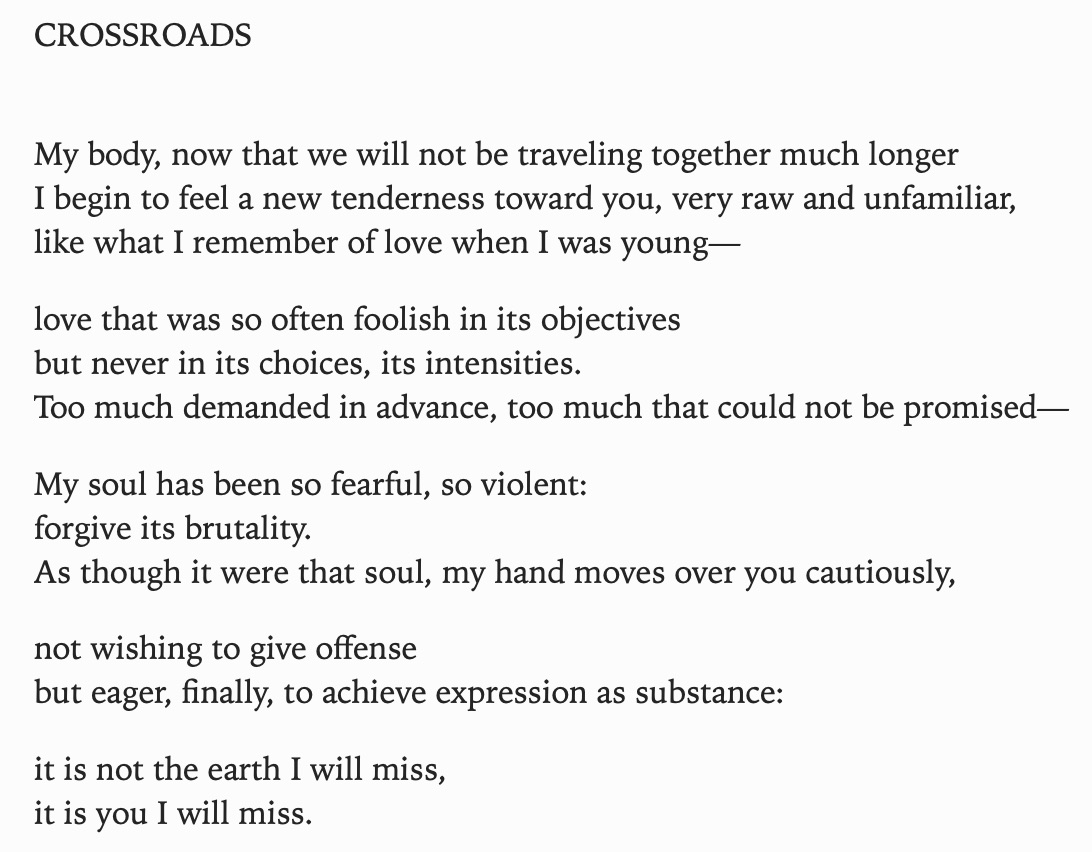 CROSSROADS
My body, now that we will not be traveling together much longer
I begin to feel a new tenderness toward you, very raw and unfamiliar,
like what I remember of love when I was young—
love that was so often foolish in its objectives
but never in its choices, its intensities.
Too much demanded in advance, too much that could not be promised—
My soul has been so fearful, so violent:
forgive its brutality.
As though it were that soul, my hand moves over you cautiously,
not wishing to give offense
but eager, finally, to achieve expression as substance:
it is not the earth I will miss,
it is you I will miss.